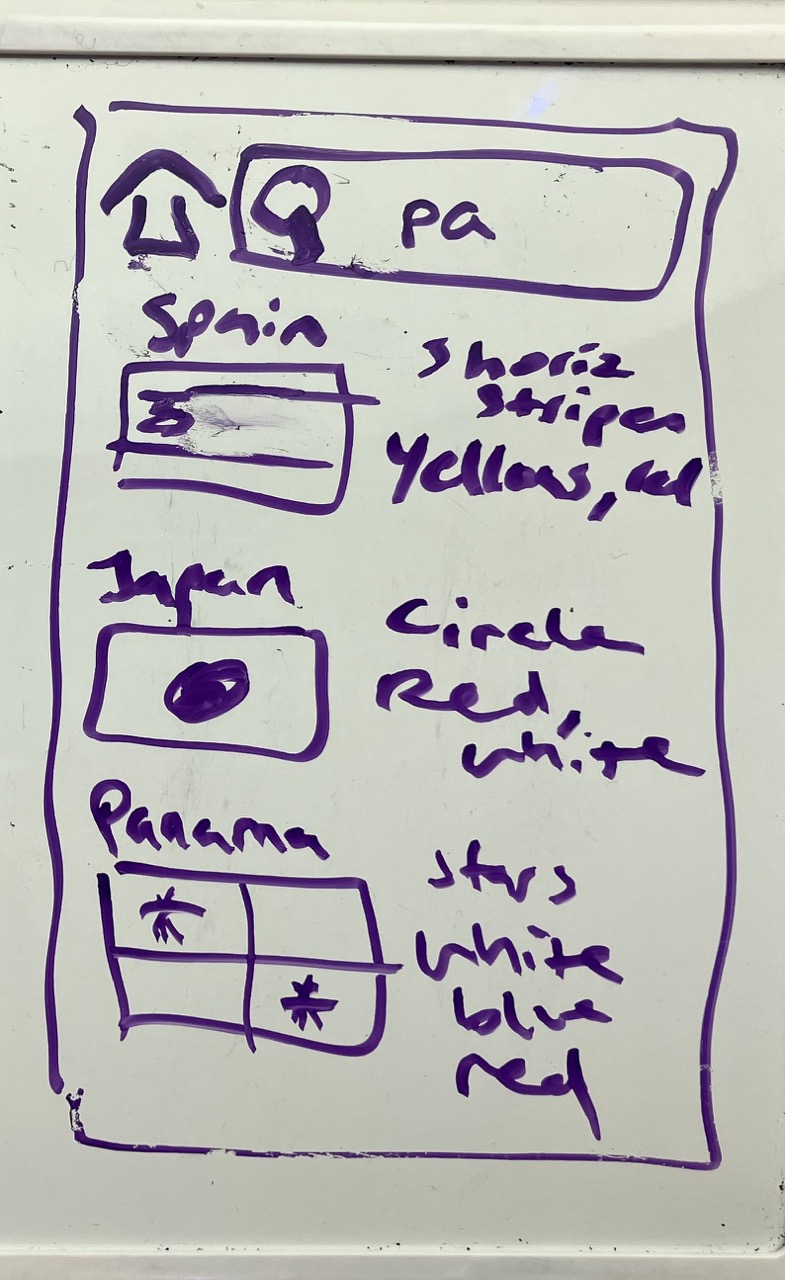 pa
Spain
3 horiz
stripes
Yellow, red
Japan
Circle
Red,
white
Panama
stars
white
blue
red